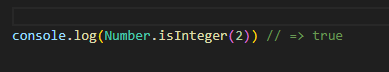 console.log(Number.isInteger(2)) // => true